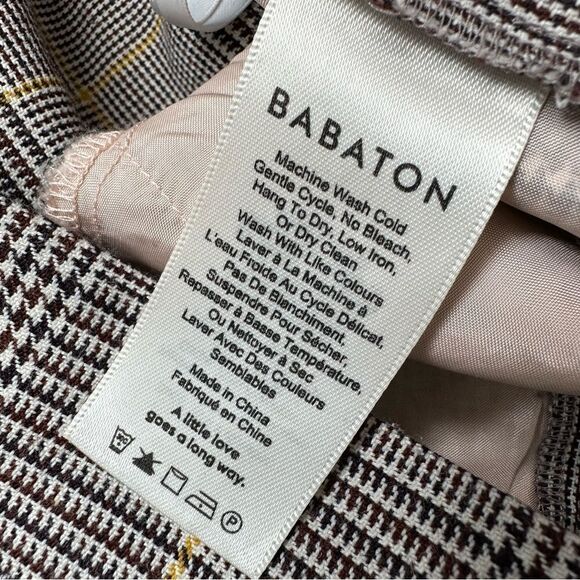 BABATON
Machine Wash Cold
Gentle Cycle. No Bleach,
Hang To Dry, Low Iron,
Or Dry Clean
Wash With Like Colours
Laver à La Machine à
L'eau Froide Au Cycle Délicat.
Pas De Blanchiment.
Suspendre Pour Sécher.
Repasser à Basse Température,
Ou Nettoyer à Sec
Laver Avec Des Couleurs
Semblables
Made in China
Fabriqué en Chine
A little love
goes a long way.
P